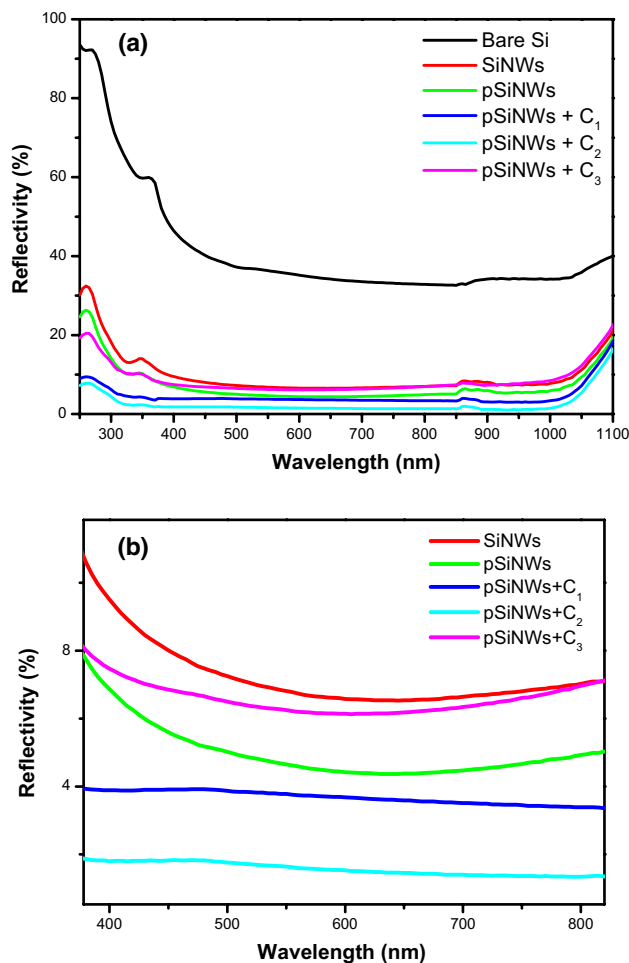 (a)
Bare Si
SiNWs
pSiNWs
pSiNWs + C1
pSiNWs + C2
pSiNWs + C3
Reflectivity (%)
100
80
60
40
20
0
300 400 500 600 700 800 900 1000 1100
Wavelength (nm)
(b)
SiNWs
pSiNWs
pSiNWs+C1
pSiNWs+C2
pSiNWs+C3
Reflectivity (%)
8
4
400 500 600 700 800
Wavelength (nm)